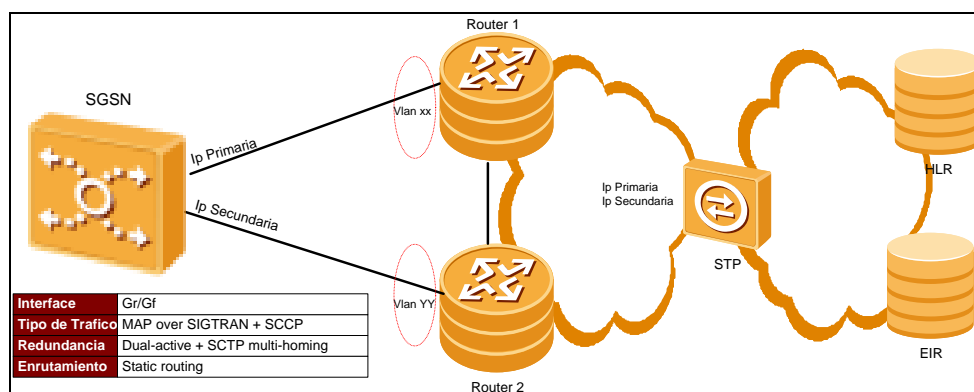 Router 1
SGSN
Vlan xx
Ip Primaria
HLR
Ip Primaria
Ip Secundaria
Ip Secundaria
STP
Vlan YY
Interface Gr/Gf
Tipo de Trafico MAP over SIGTRAN + SCCP
Redundancia Dual-active + SCTP multi-homing
Enrutamiento Static routing
EIR
Router 2